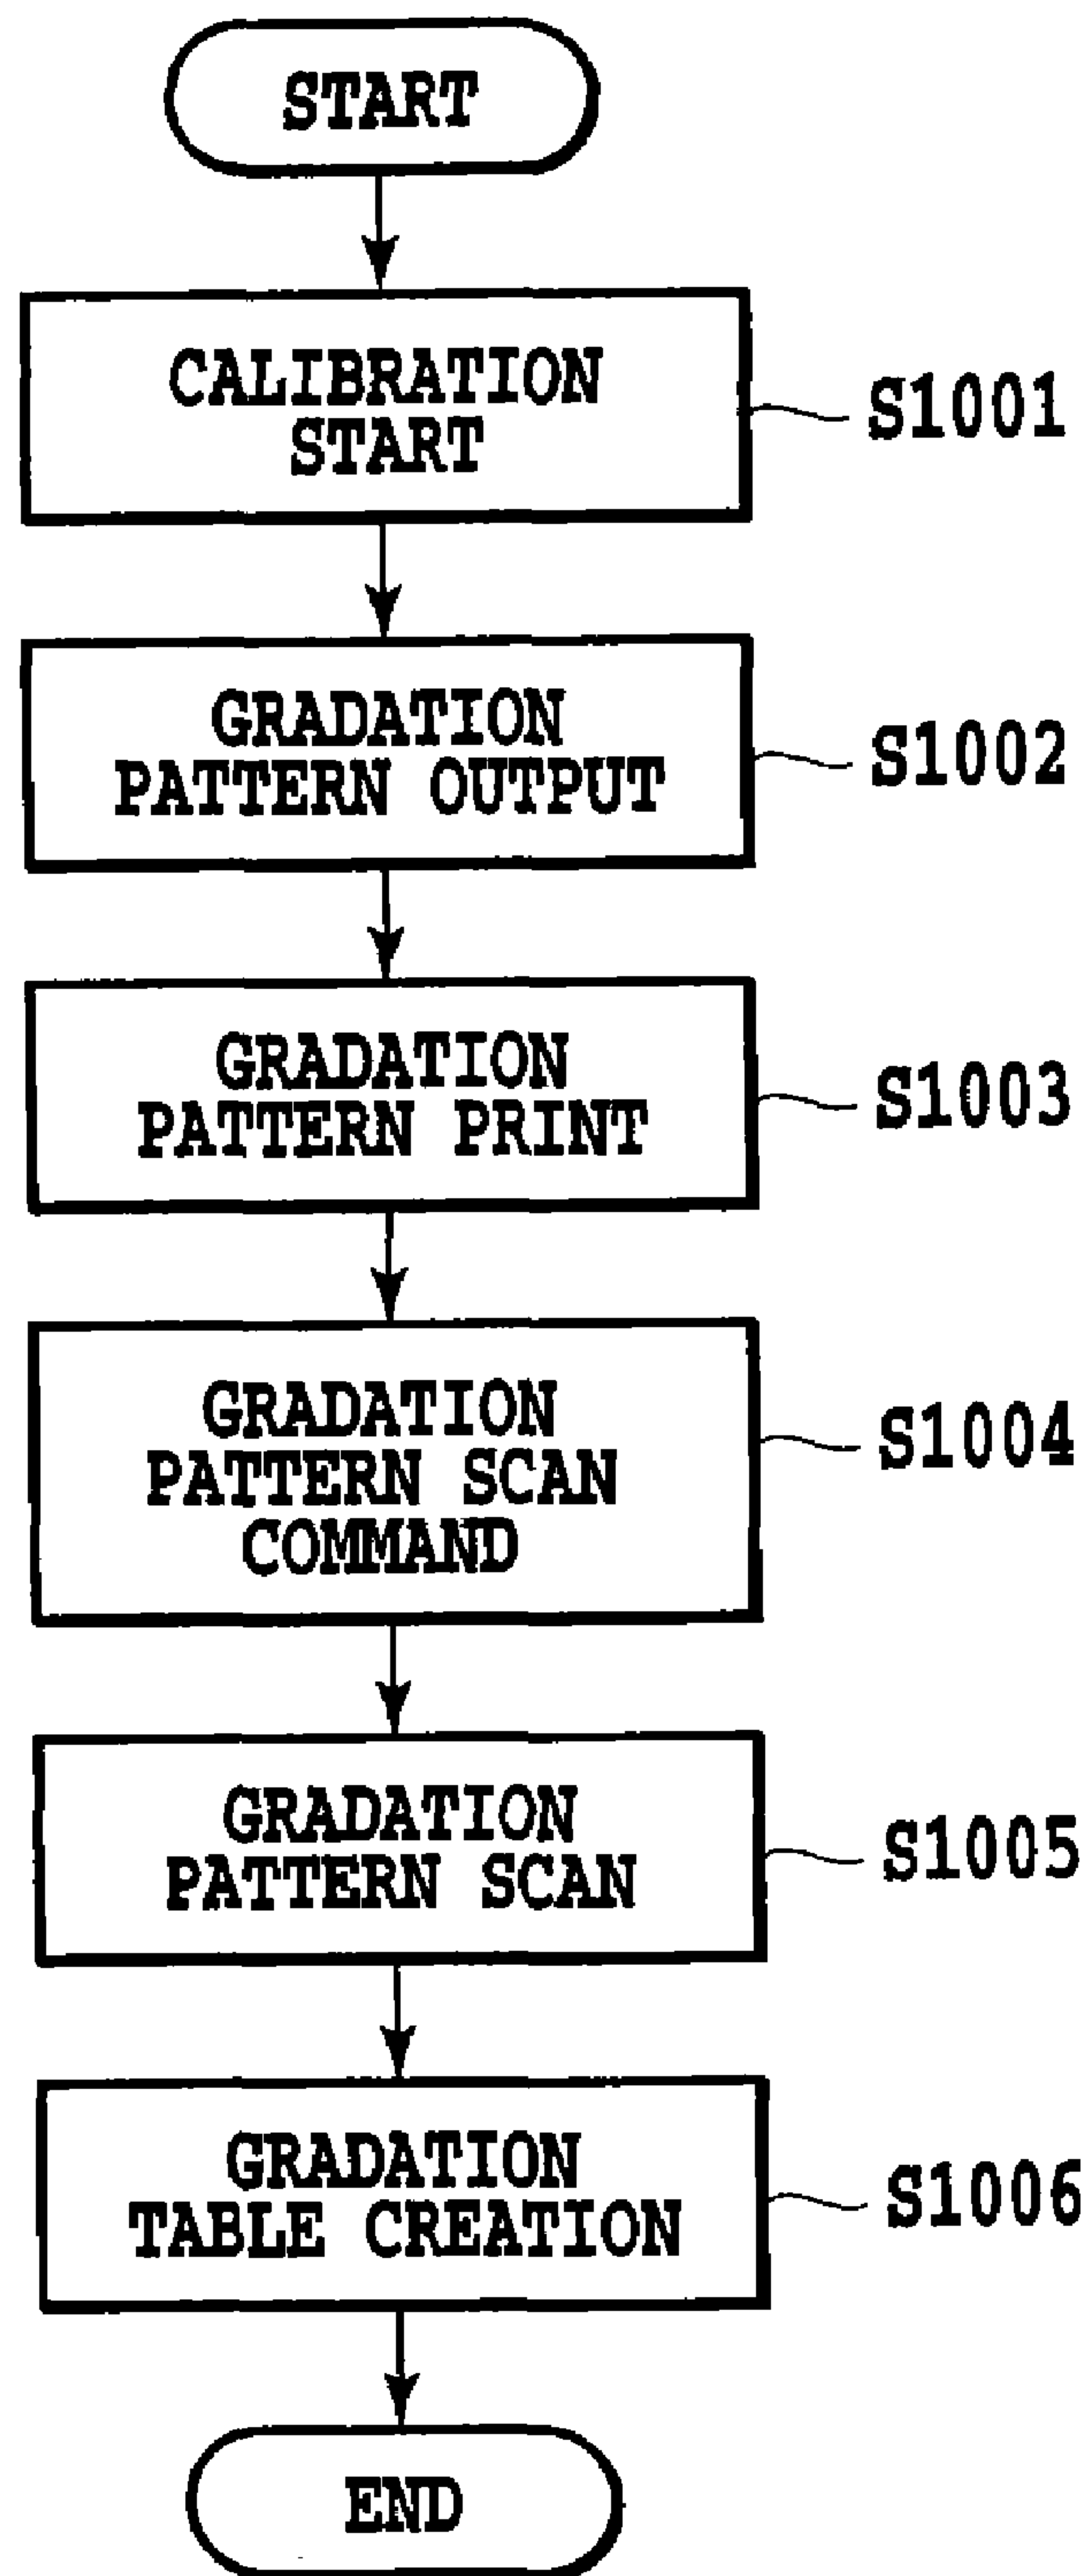 START
CALIBRATION
START
S1001
GRADATION
PATTERN OUTPUT
S1002
GRADATION
PATTERN PRINT
S1003
GRADATION
PATTERN SCAN
COMMAND
S1004
GRADATION
PATTERN SCAN
S1005
GRADATION
TABLE CREATION
S1006
END